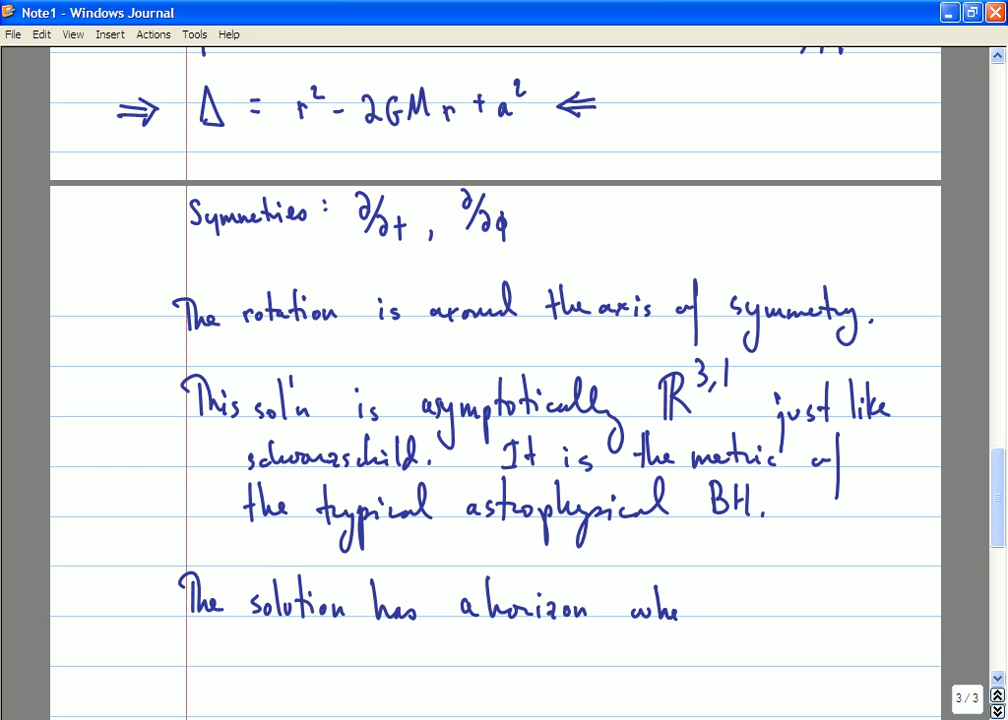 Note1 - Windows Journal
File Edit View Insert Actions Tools Help
⇒ Δ = r² - 2GMr + a² ⇐
Symmetries: ∂/∂t, ∂/∂φ
The rotation is around the axis of symmetry.
This sol'n is asymptotically ℝ³,¹ just like
schwarzschild. It is the metric of
the typical astrophysical BH.
The solution has a horizon whe
3 / 3